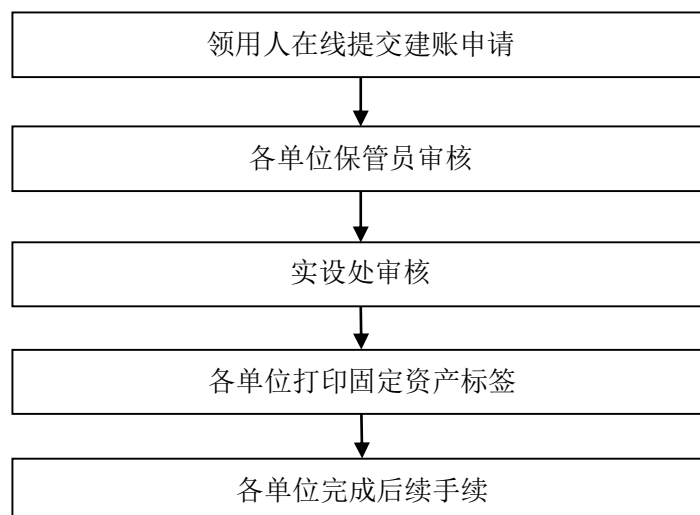 领用人在线提交建账申请
各单位保管员审核
实设处审核
各单位打印固定资产标签
各单位完成后续手续